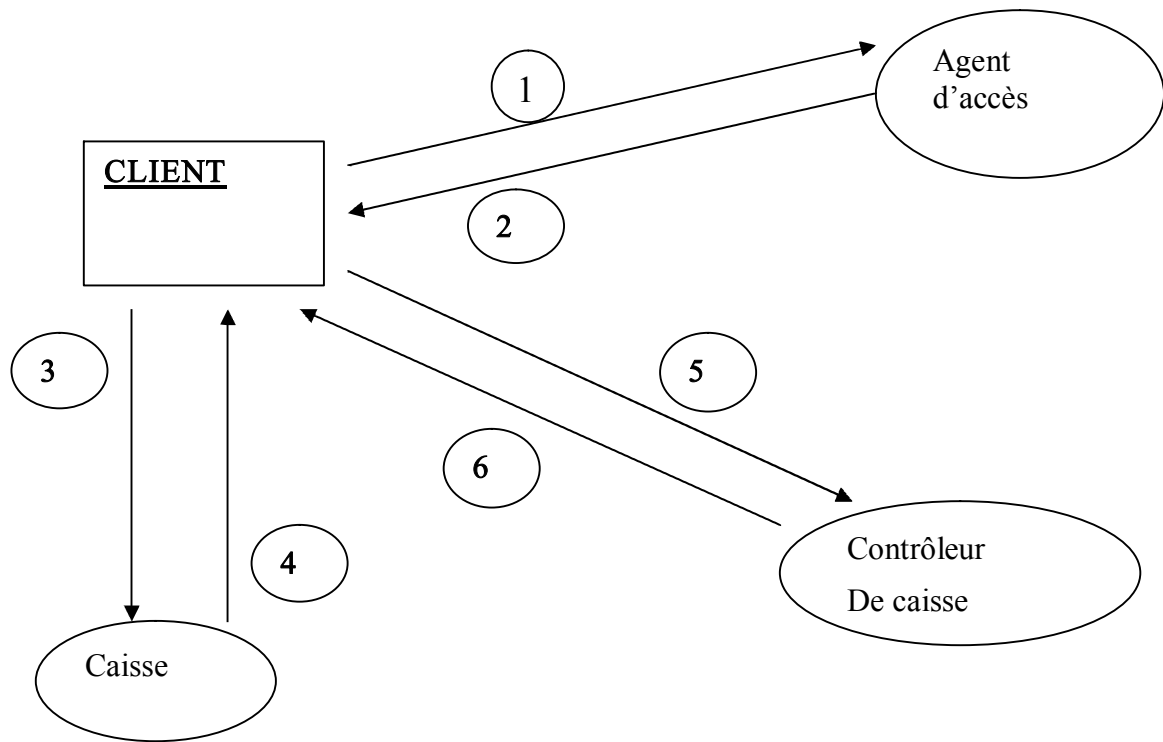 1
Agent
d'accès
CLIENT
2
3
5
6
4
Contrôleur
De caisse
Caisse